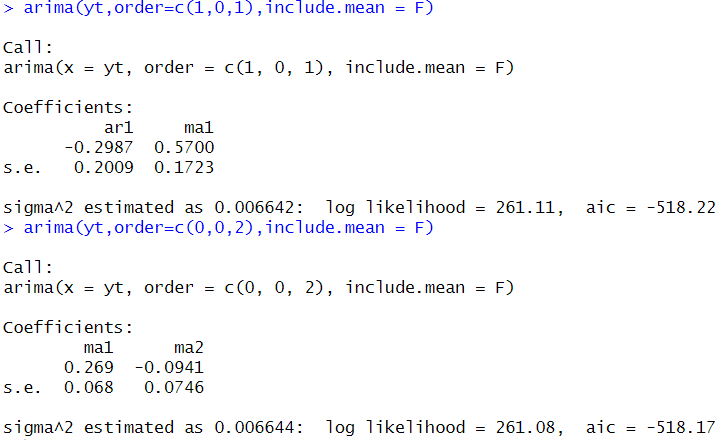 > arima(yt,order=c(1,0,1),include.mean = F)
Call:
arima(x = yt, order = c(1, 0, 1), include.mean = F)
Coefficients:
ar1 ma1
-0.2987 0.5700
s.e. 0.2009 0.1723
sigma^2 estimated as 0.006642: log likelihood = 261.11, aic = -518.22
> arima(yt,order=c(0,0,2),include.mean = F)
Call:
arima(x = yt, order = c(0, 0, 2), include.mean = F)
Coefficients:
ma1 ma2
0.269 -0.0941
s.e. 0.068 0.0746
sigma^2 estimated as 0.006644: log likelihood = 261.08, aic = -518.17